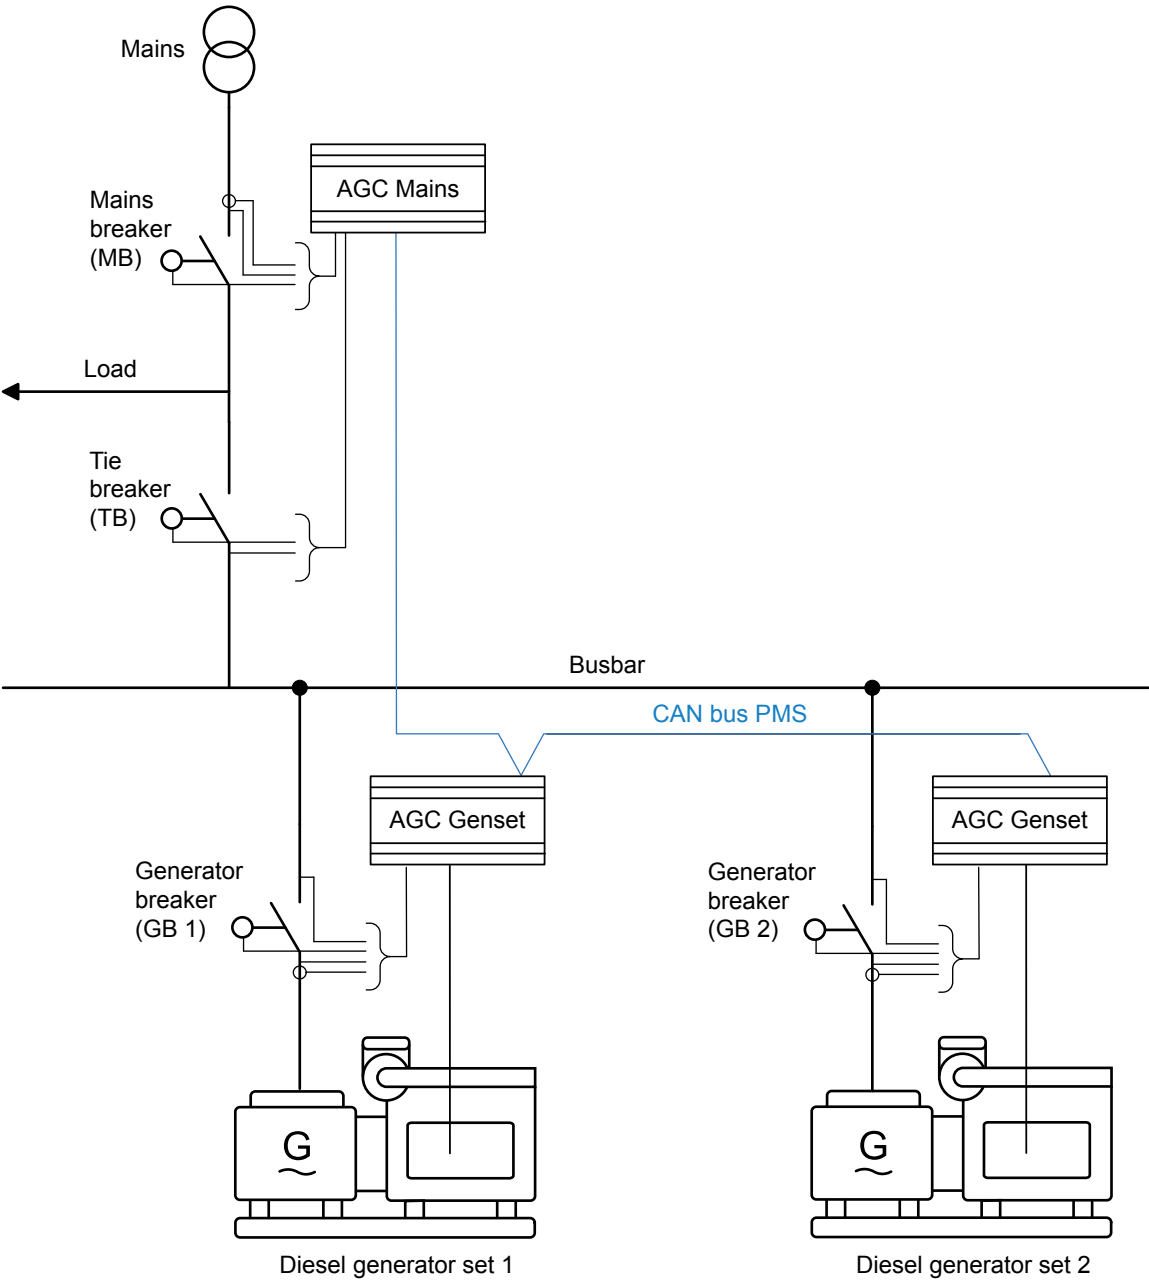 Mains
AGC Mains
Mains
breaker
(MB)
Load
Tie
breaker
(TB)
Busbar
CAN bus PMS
AGC Genset
AGC Genset
Generator
breaker
(GB 1)
Generator
breaker
(GB 2)
G
G
Diesel generator set 1
Diesel generator set 2